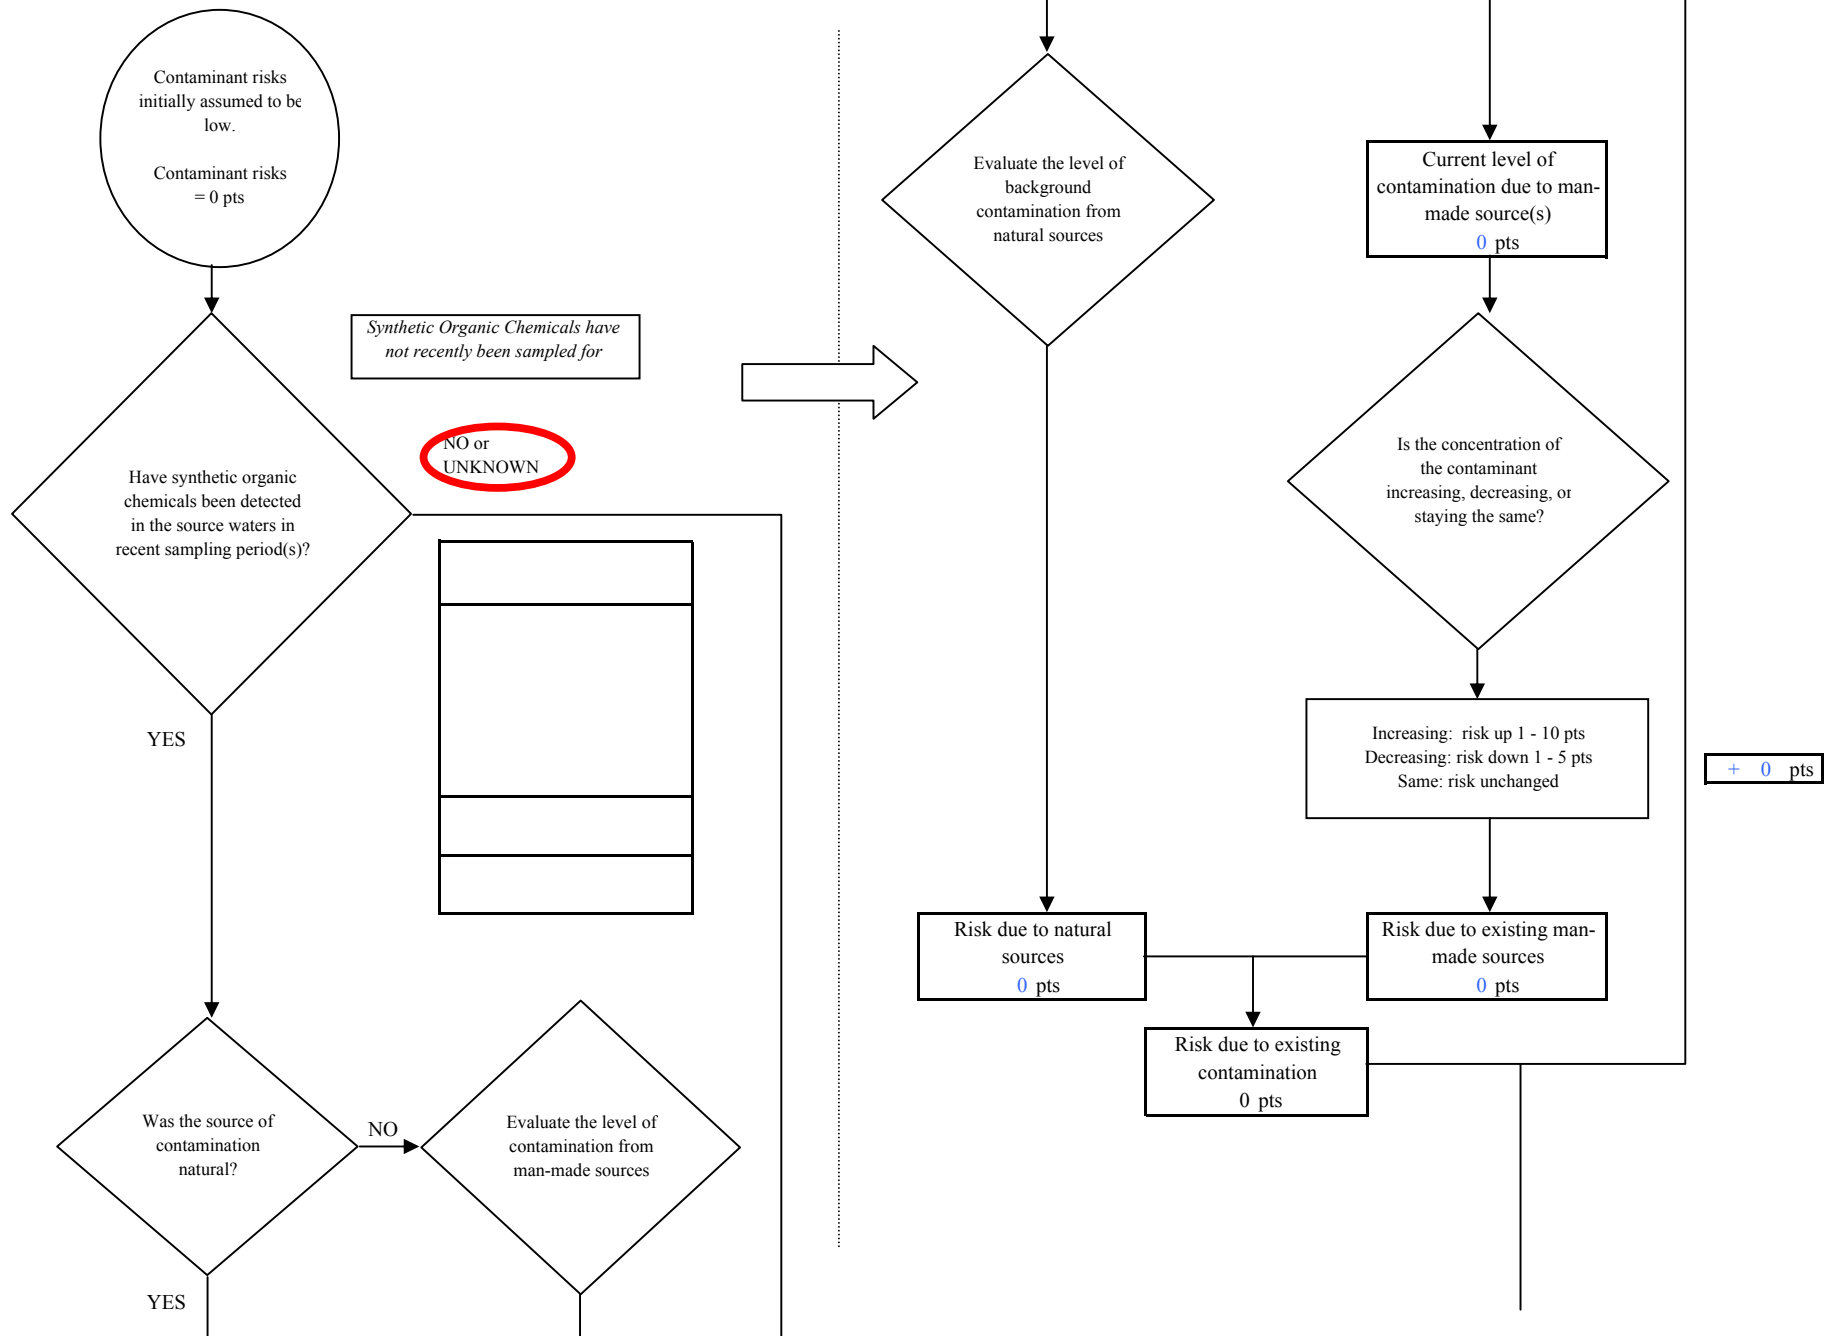 Contaminant risks
initially assumed to be
low.
Contaminant risks
= 0 pts
Synthetic Organic Chemicals have
not recently been sampled for
NO or
UNKNOWN
Have synthetic organic
chemicals been detected
in the source waters in
recent sampling period(s)?
YES
Was the source of
contamination
natural?
NO
Evaluate the level of
contamination from
man-made sources
YES
Evaluate the level of
background
contamination from
natural sources
Current level of
contamination due to man-
made source(s)
0 pts
Is the concentration of
the contaminant
increasing, decreasing, or
staying the same?
Increasing: risk up 1 - 10 pts
Decreasing: risk down 1 - 5 pts
Same: risk unchanged
+ 0 pts
Risk due to natural
sources
0 pts
Risk due to existing man-
made sources
0 pts
Risk due to existing
contamination
0 pts